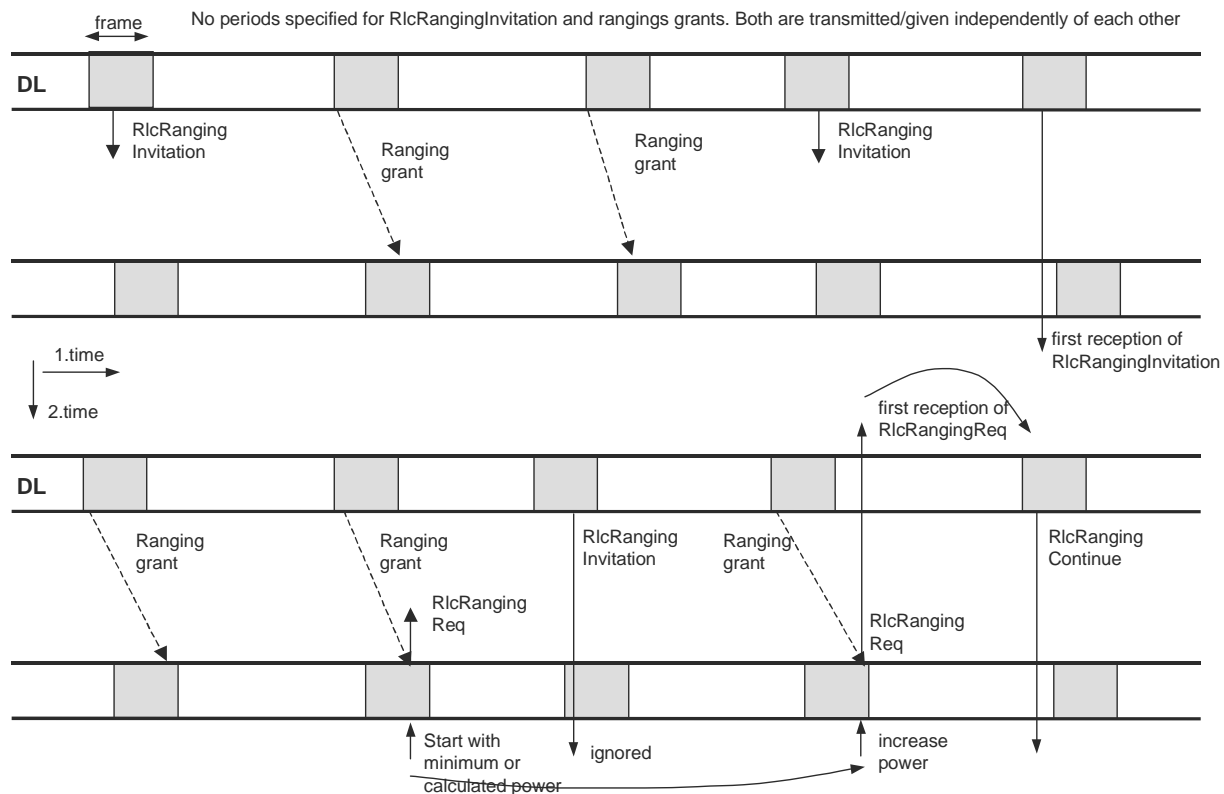 No periods specified for RlcRangingInvitation and rangings grants. Both are transmitted/given independently of each other
frame
DL
RlcRanging
Invitation
Ranging
grant
Ranging
grant
RlcRanging
Invitation
first reception of
RlcRangingInvitation
1.time
2.time
first reception of
RlcRangingReq
DL
Ranging
grant
Ranging
grant
RlcRanging
Req
RlcRanging
Invitation
Ranging
grant
RlcRanging
Req
RlcRanging
Continue
Start with
minimum or
calculated power
ignored
increase
power